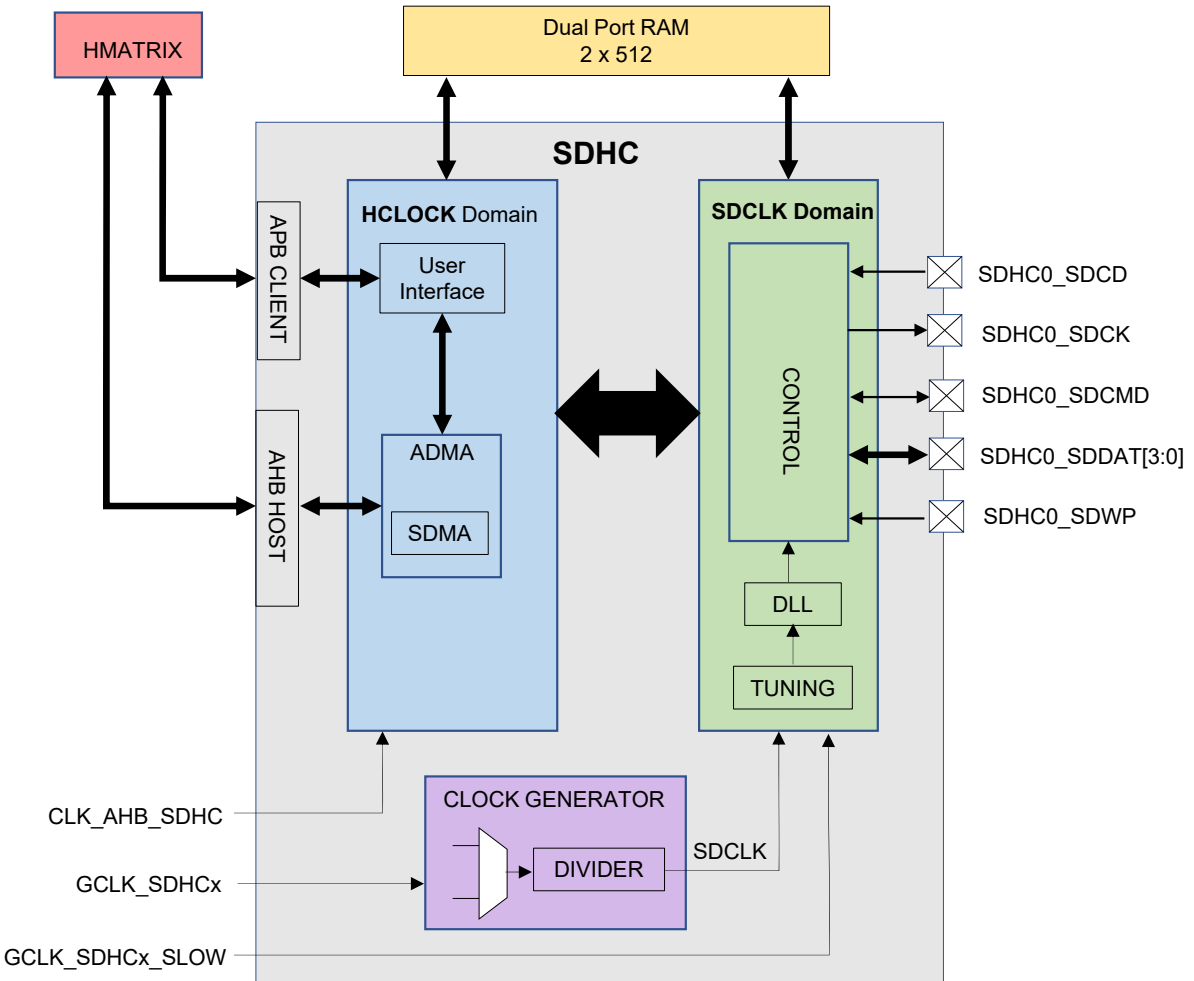 HMATRIX
Dual Port RAM
2 x 512
SDHC
HCLOCK Domain
SDCLK Domain
APB CLIENT
User
Interface
AHB HOST
ADMA
SDMA
CONTROL
DLL
TUNING
SDHC0_SDCD
SDHC0_SDCK
SDHC0_SDCMD
SDHC0_SDDAT[3:0]
SDHC0_SDWP
CLK_AHB_SDHC
GCLK_SDHCx
GCLK_SDHCx_SLOW
CLOCK GENERATOR
DIVIDER
SDCLK